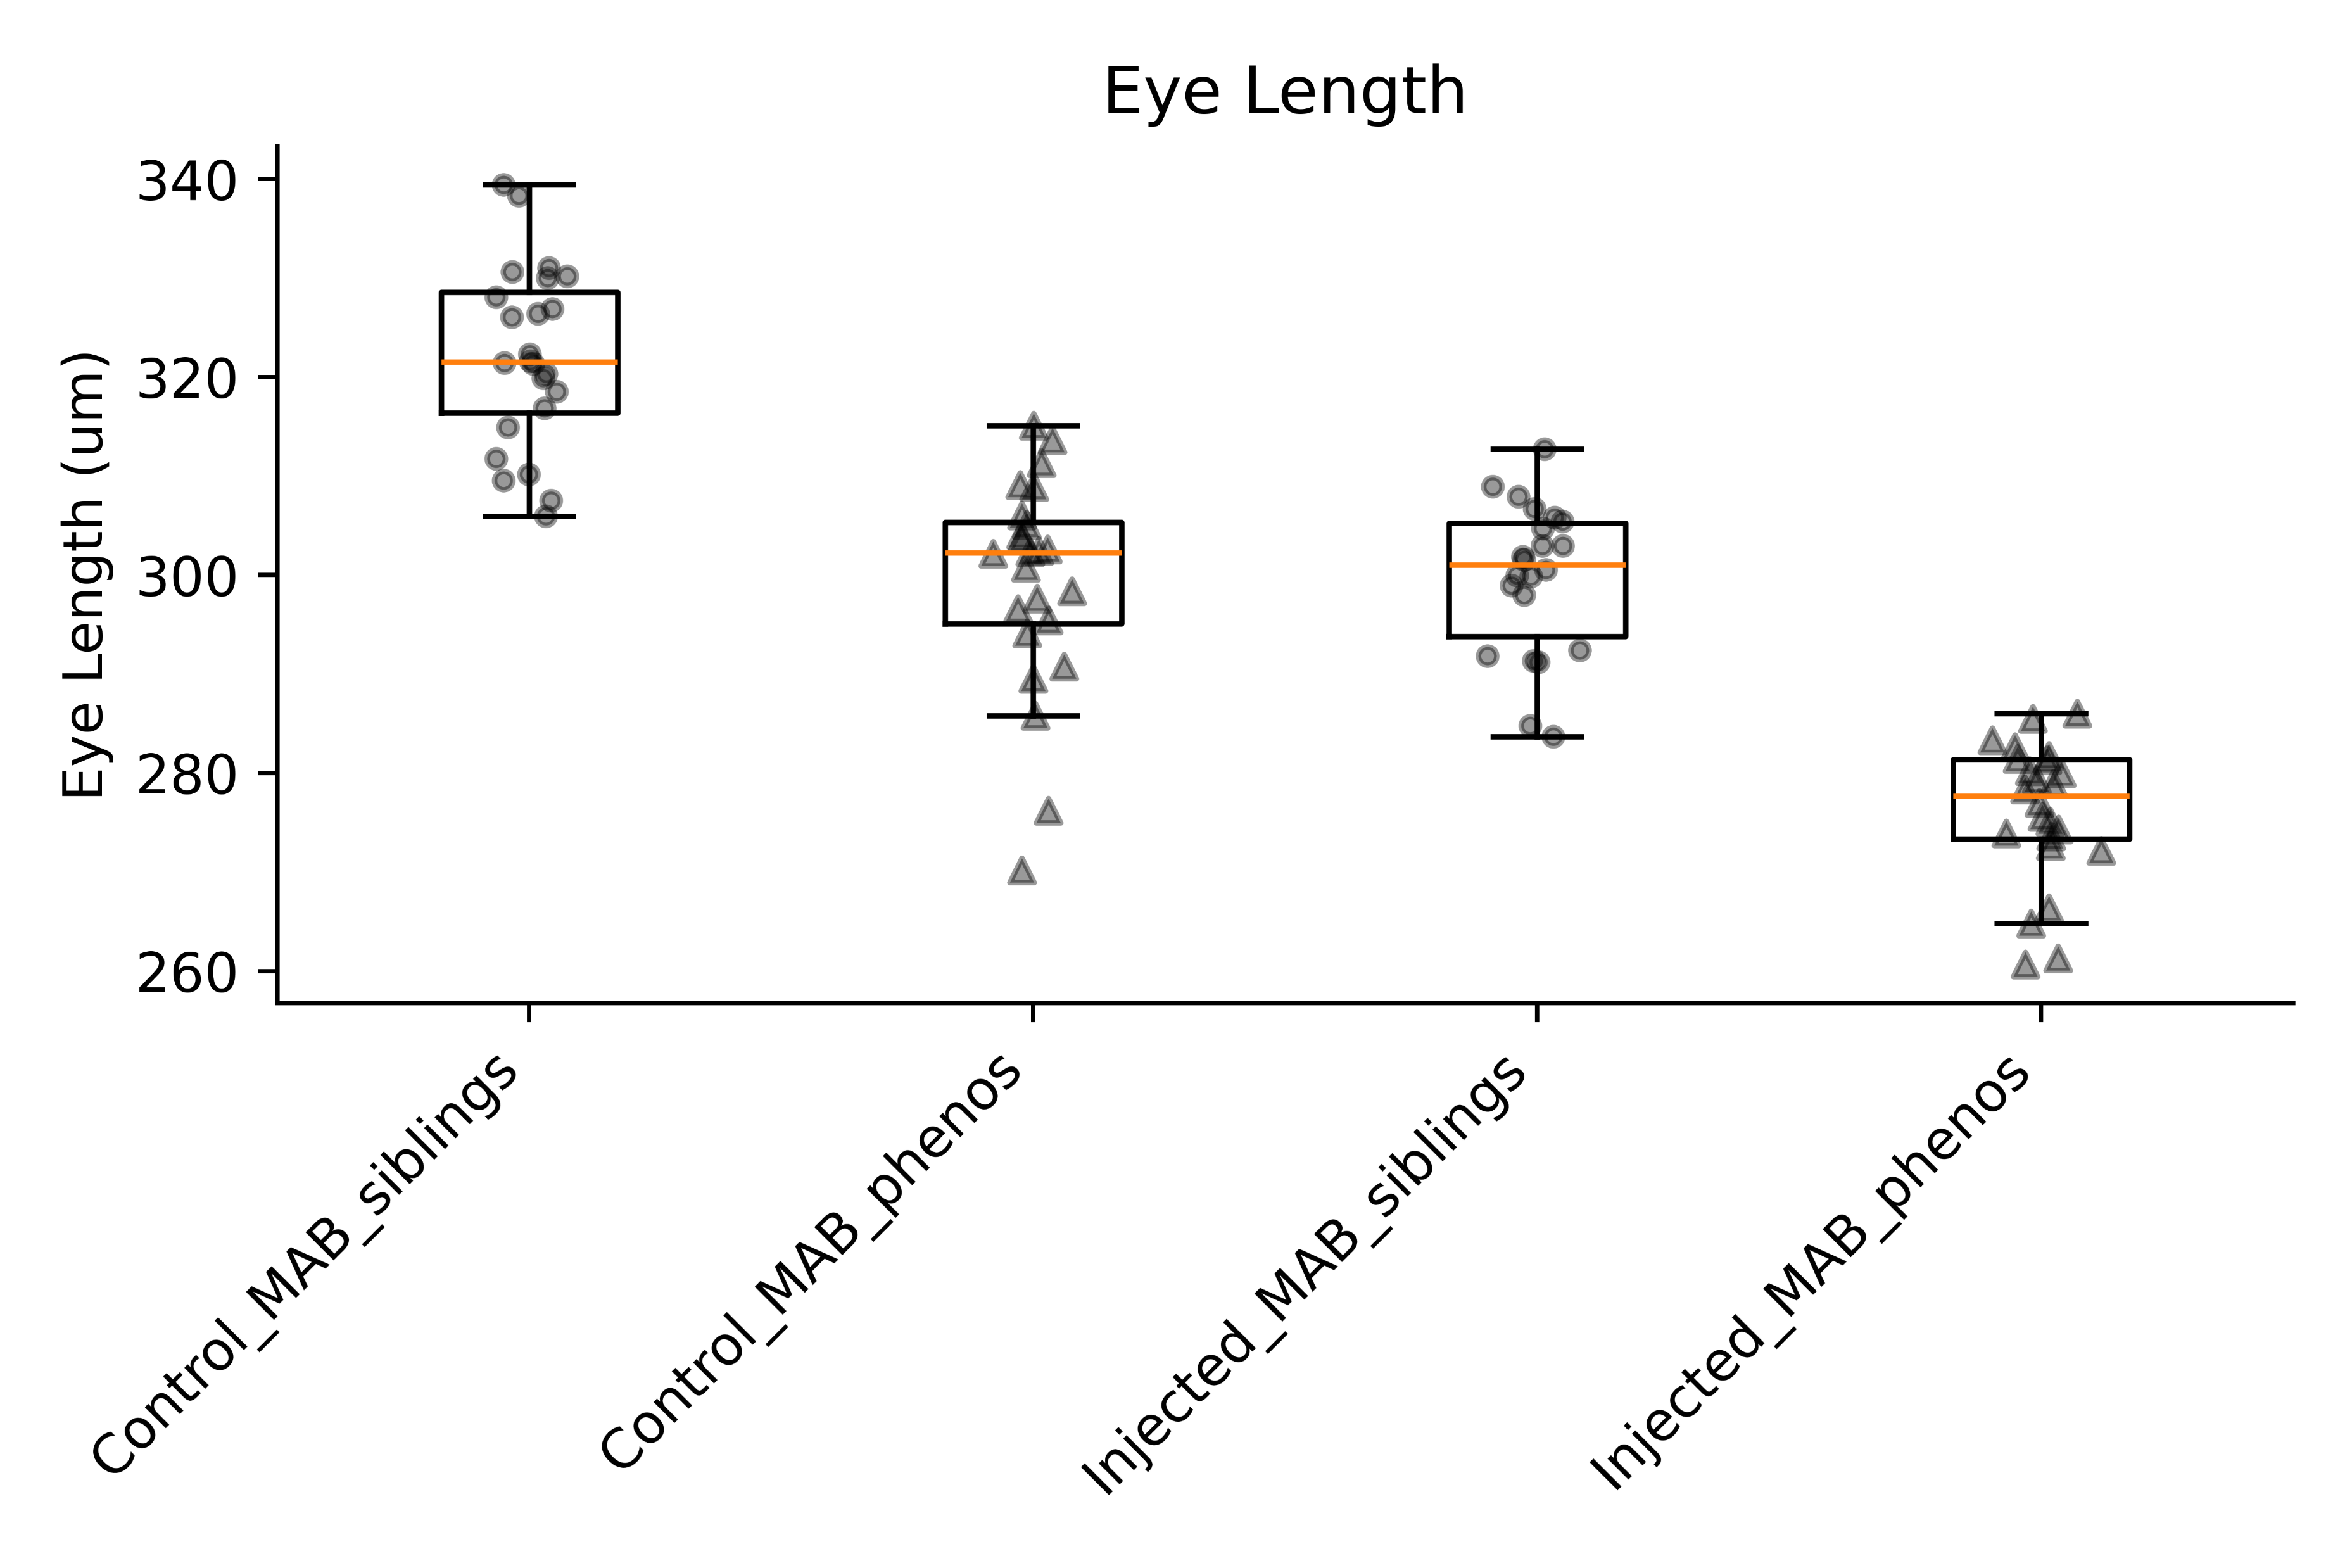 Eye Length
Eye Length (um)
340
320
300
280
260
Control_MAB_siblings
Control_MAB_phenos
Injected_MAB_siblings
Injected_MAB_phenos